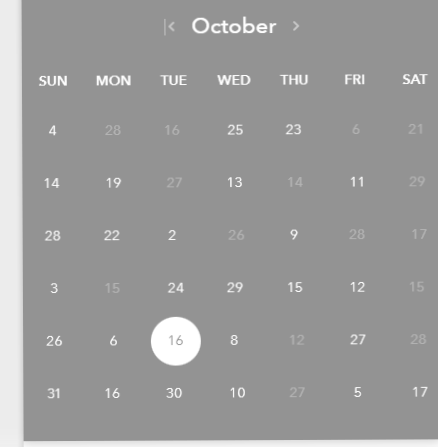 |< October >
SUN MON TUE WED THU FRI SAT
4 28 16 25 23 6 21
14 19 27 13 14 11 29
28 22 2 26 9 28 17
3 15 24 29 15 12 15
26 6 16 8 12 27 28
31 16 30 10 27 5 17